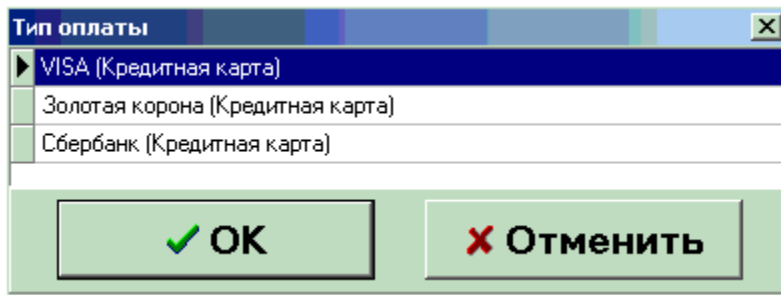 Тип оплаты
VISA (Кредитная карта)
Золотая корона (Кредитная карта)
Сбербанк (Кредитная карта)
OK
Отменить